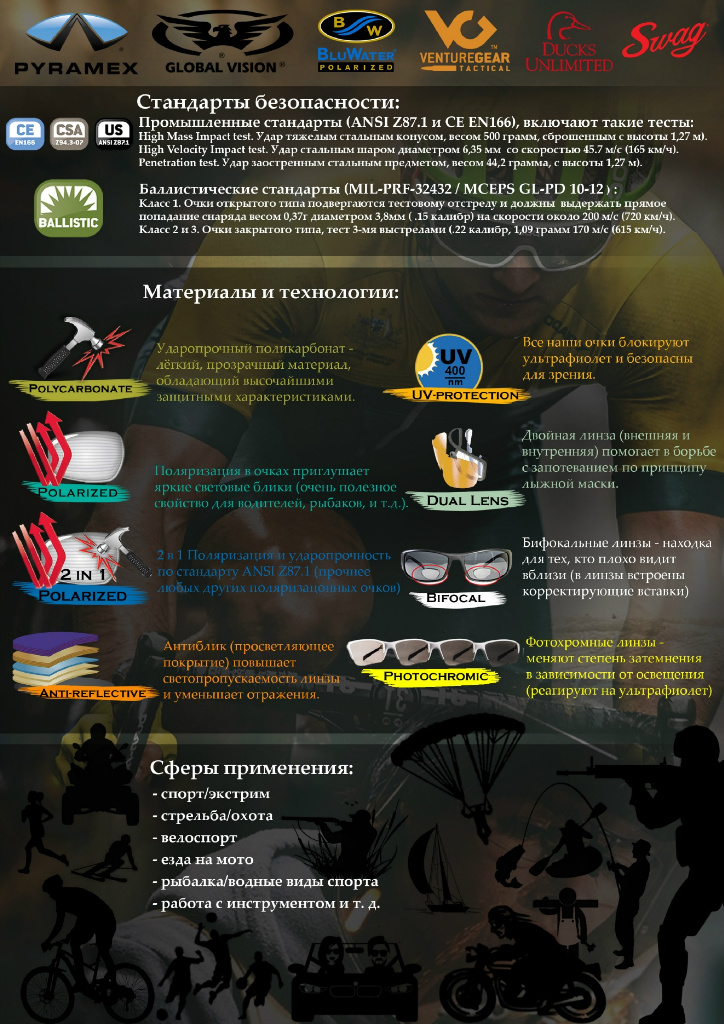 PYRAMEX
GLOBAL VISION
B W
BLUWATER
POLARIZED
VENTUREGEAR
TACTICAL
DUCKS
UNLIMITED
Swag
Стандарты безопасности:
CE
EN166
CSA
Z94.3-07
US
ANSI Z87.1
Промышленные стандарты (ANSI Z87.1 и CE EN166), включают такие тесты:
High Mass Impact test. Удар тяжелым стальным конусом, весом 500 грамм, сброшенным с высоты 1,27 м).
High Velocity Impact test. Удар стальным шаром диаметром 6,35 мм со скоростью 45.7 м/с (165 км/ч).
Penetration test. Удар заостренным стальным предметом, весом 44,2 грамма, с высоты 1,27 м).
BALLISTIC
Баллистические стандарты (MIL-PRF-32432 / MCEPS GL-PD 10-12 ) :
Класс 1. Очки открытого типа подвергаются тестовому отстрелу и должны выдержать прямое
попадание снаряда весом 0,37г диаметром 3,8мм ( .15 калибр) на скорости около 200 м/с (720 км/ч).
Класс 2 и 3. Очки закрытого типа, тест 3-мя выстрелами (.22 калибр, 1,09 грамм 170 м/с (615 км/ч).
Материалы и технологии:
POLYCARBONATE
Ударопрочный поликарбонат -
лёгкий, прозрачный материал,
обладающий высочайшими
защитными характеристиками.
UV
400
nm
UV-PROTECTION
Все наши очки блокируют
ультрафиолет и безопасны
для зрения.
POLARIZED
Поляризация в очках приглушает
яркие световые блики (очень полезное
свойство для водителей, рыбаков, и т.д.).
DUAL LENS
Двойная линза (внешняя и
внутренняя) помогает в борьбе
с запотеванием по принципу
лыжной маски.
2 IN 1
POLARIZED
2 в 1 Поляризация и ударопрочность
по стандарту ANSI Z87.1 (прочнее
любых других поляризацонных очков)
BIFOCAL
Бифокальные линзы - находка
для тех, кто плохо видит
вблизи (в линзы встроены
корректирующие вставки)
ANTI-REFLECTIVE
Антиблик (просветляющее
покрытие) повышает
светопропускаемость линзы
и уменьшает отражения.
PHOTOCHROMIC
Фотохромные линзы -
меняют степень затемнения
в зависимости от освещения
(реагируют на ультрафиолет)
Сферы применения:
- спорт/экстрим
- стрельба/охота
- велоспорт
- езда на мото
- рыбалка/водные виды спорта
- работа с инструментом и т. д.